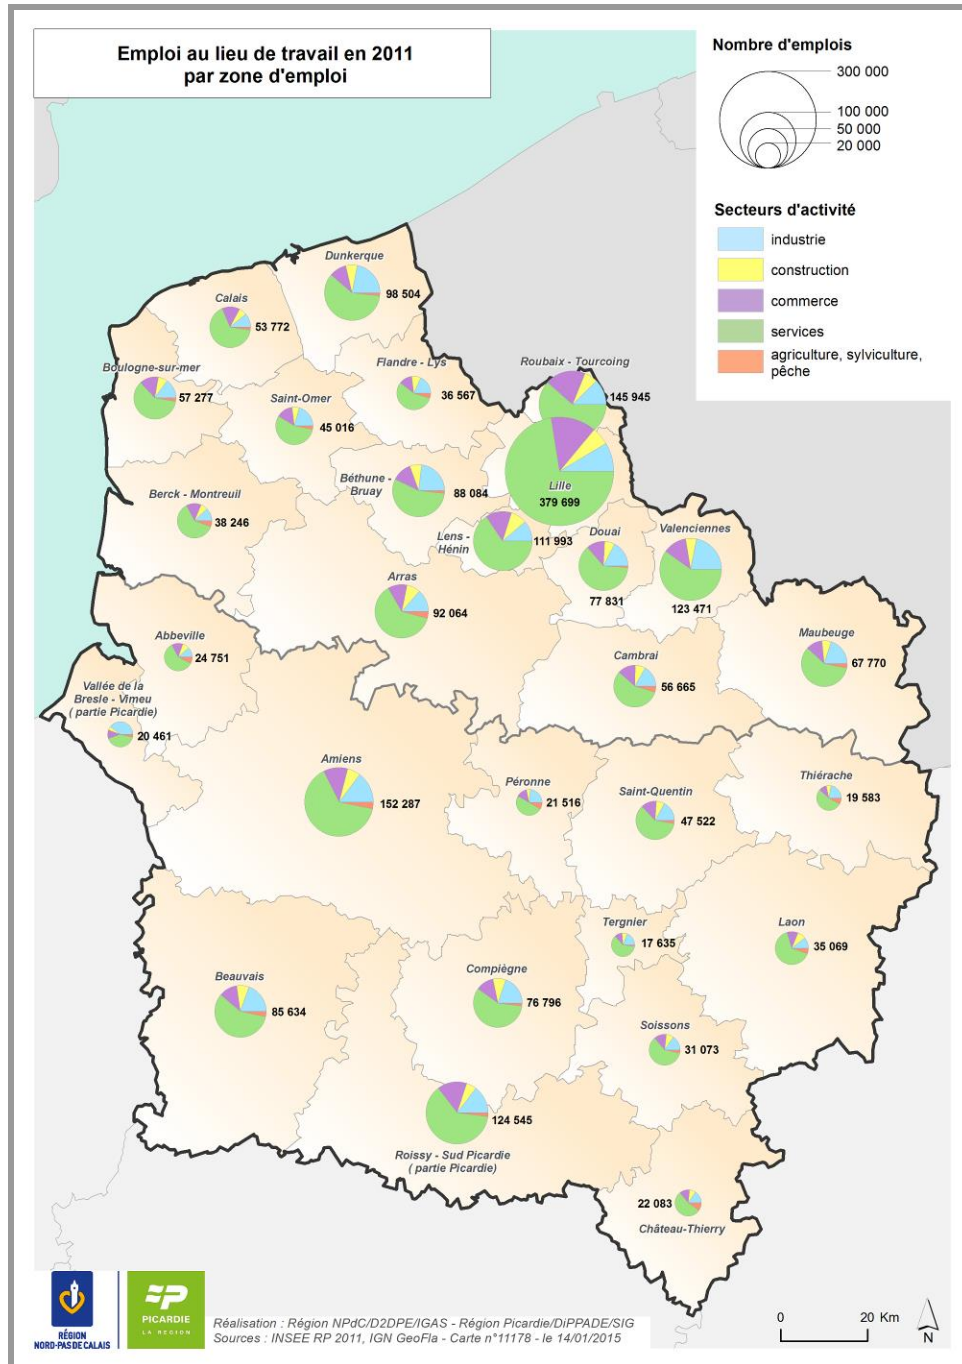 Emploi au lieu de travail en 2011
par zone d'emploi
Nombre d'emplois
300 000
100 000
50 000
20 000
Secteurs d'activité
industrie
construction
commerce
services
agriculture, sylviculture,
pêche
Dunkerque
98 504
Calais
53 772
Boulogne-sur-mer
57 277
Flandre - Lys
36 567
Roubaix - Tourcoing
145 945
Saint-Omer
45 016
Lille
379 699
Béthune -
Bruay
88 084
Berck - Montreuil
38 246
Lens -
Hénin
111 993
Douai
77 831
Valenciennes
123 471
Arras
92 064
Maubeuge
67 770
Abbeville
24 751
Cambrai
56 665
Vallée de la
Bresle - Vimeu
( partie Picardie)
20 461
Amiens
152 287
Péronne
21 516
Saint-Quentin
47 522
Thiérache
19 583
Tergnier
17 635
Laon
35 069
Beauvais
85 634
Compiègne
76 796
Soissons
31 073
124 545
Roissy - Sud Picardie
( partie Picardie)
22 083
Château-Thierry
RÉGION
NORD-PAS DE CALAIS
PICARDIE
LA REGION
Réalisation : Région NPdC/D2DPE/IGAS - Région Picardie/DiPPADE/SIG
Sources : INSEE RP 2011, IGN GeoFla - Carte n°11178 - le 14/01/2015
0 20 Km
N